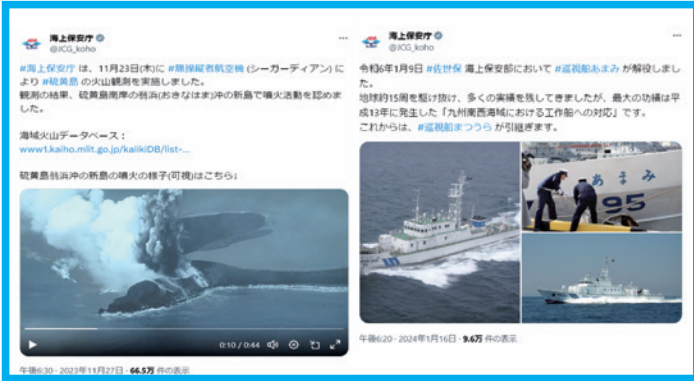 海上保安庁
@JCG_koho
#海上保安庁 は、11月23日(木)に #無操縦者航空機 (シーガーディアン) に
より #硫黄島 の火山観測を実施しました。
観測の結果、硫黄島南岸の翁浜(おきなはま)沖の新島で噴火活動を認めま
した。
海域火山データベース：
www1.kaiho.mlit.go.jp/kaiikiDB/list-...
硫黄島翁浜沖の新島の噴火の様子(可視)はこちら↓
0:10 / 0:44
午後6:30 · 2023年11月27日 · 66.5万 件の表示
海上保安庁
@JCG_koho
令和6年1月9日 #佐世保 海上保安部において #巡視船あまみ が解役しまし
た。
地球約15周を駆け抜け、多くの実績を残してきましたが、最大の功績は平
成13年に発生した「九州南西海域における工作船への対応」です。
これからは、#巡視船まつうら が引継ぎます。
あまみ
95
午後6:20 · 2024年1月16日 · 9.6万 件の表示